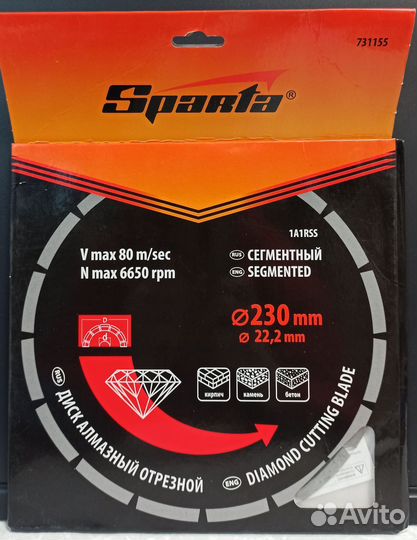 731155
Sparta®
1A1RSS
V max 80 m/sec
N max 6650 rpm
RUS СЕГМЕНТНЫЙ
ENG SEGMENTED
⌀230 mm
⌀ 22,2 mm
D
d
кирпич камень бетон
RUS ДИСК АЛМАЗНЫЙ ОТРЕЗНОЙ
ENG DIAMOND CUTTING BLADE
Avito